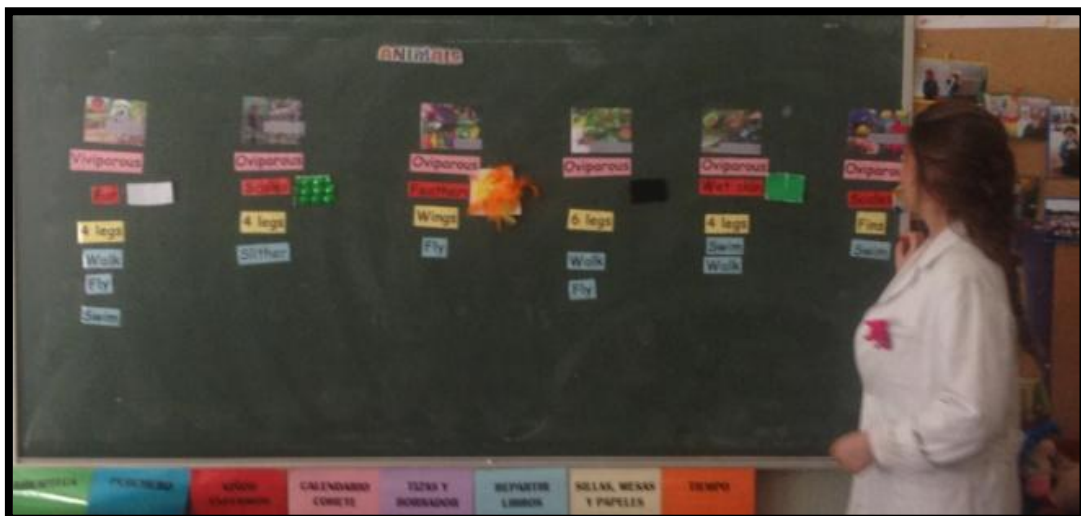 ANIMALS
Viviparous
Fur
4 legs
Walk
Fly
Swim
Oviparous
Scales
4 legs
Slither
Oviparous
Feathers
Wings
Fly
Oviparous
6 legs
Walk
Fly
Oviparous
Wet skin
4 legs
Swim
Walk
Oviparous
Scales
Fins
Swim
BIBLIOTECA
CALENDARIO
COHETE
TIZAS Y
BORRADOR
REPARTIR
LIBROS
SILLAS, MESAS
Y PAPELES
TIEMPO